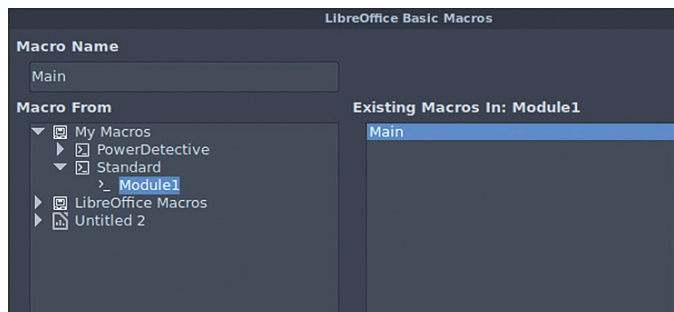 LibreOffice Basic Macros
Macro Name
Main
Macro From
My Macros
PowerDetective
Standard
Module1
LibreOffice Macros
Untitled 2
Existing Macros In: Module1
Main